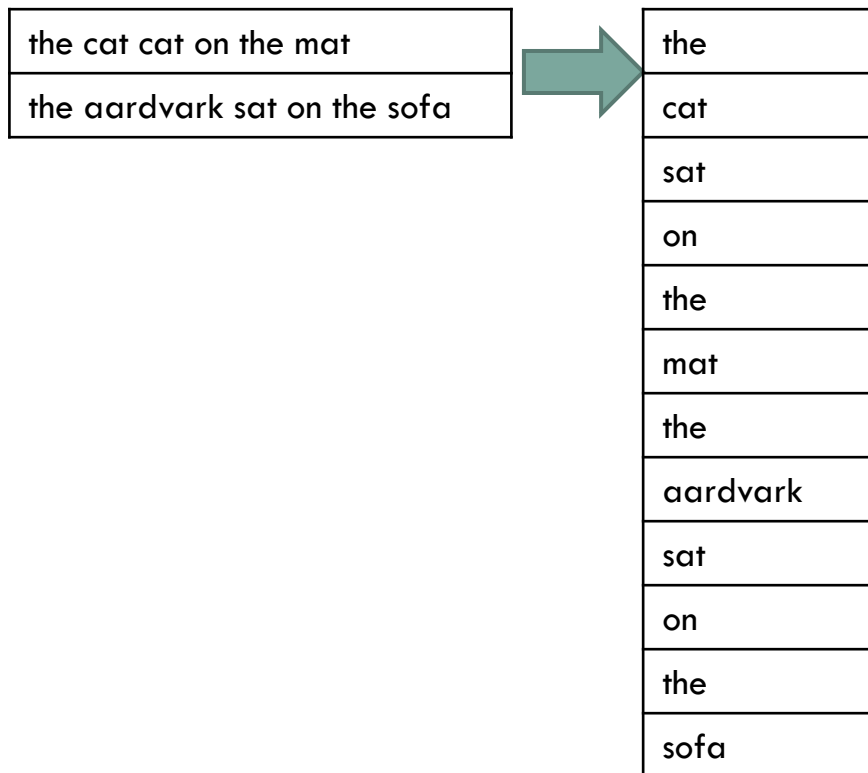 the cat cat on the mat
the aardvark sat on the sofa
the
cat
sat
on
the
mat
the
aardvark
sat
on
the
sofa